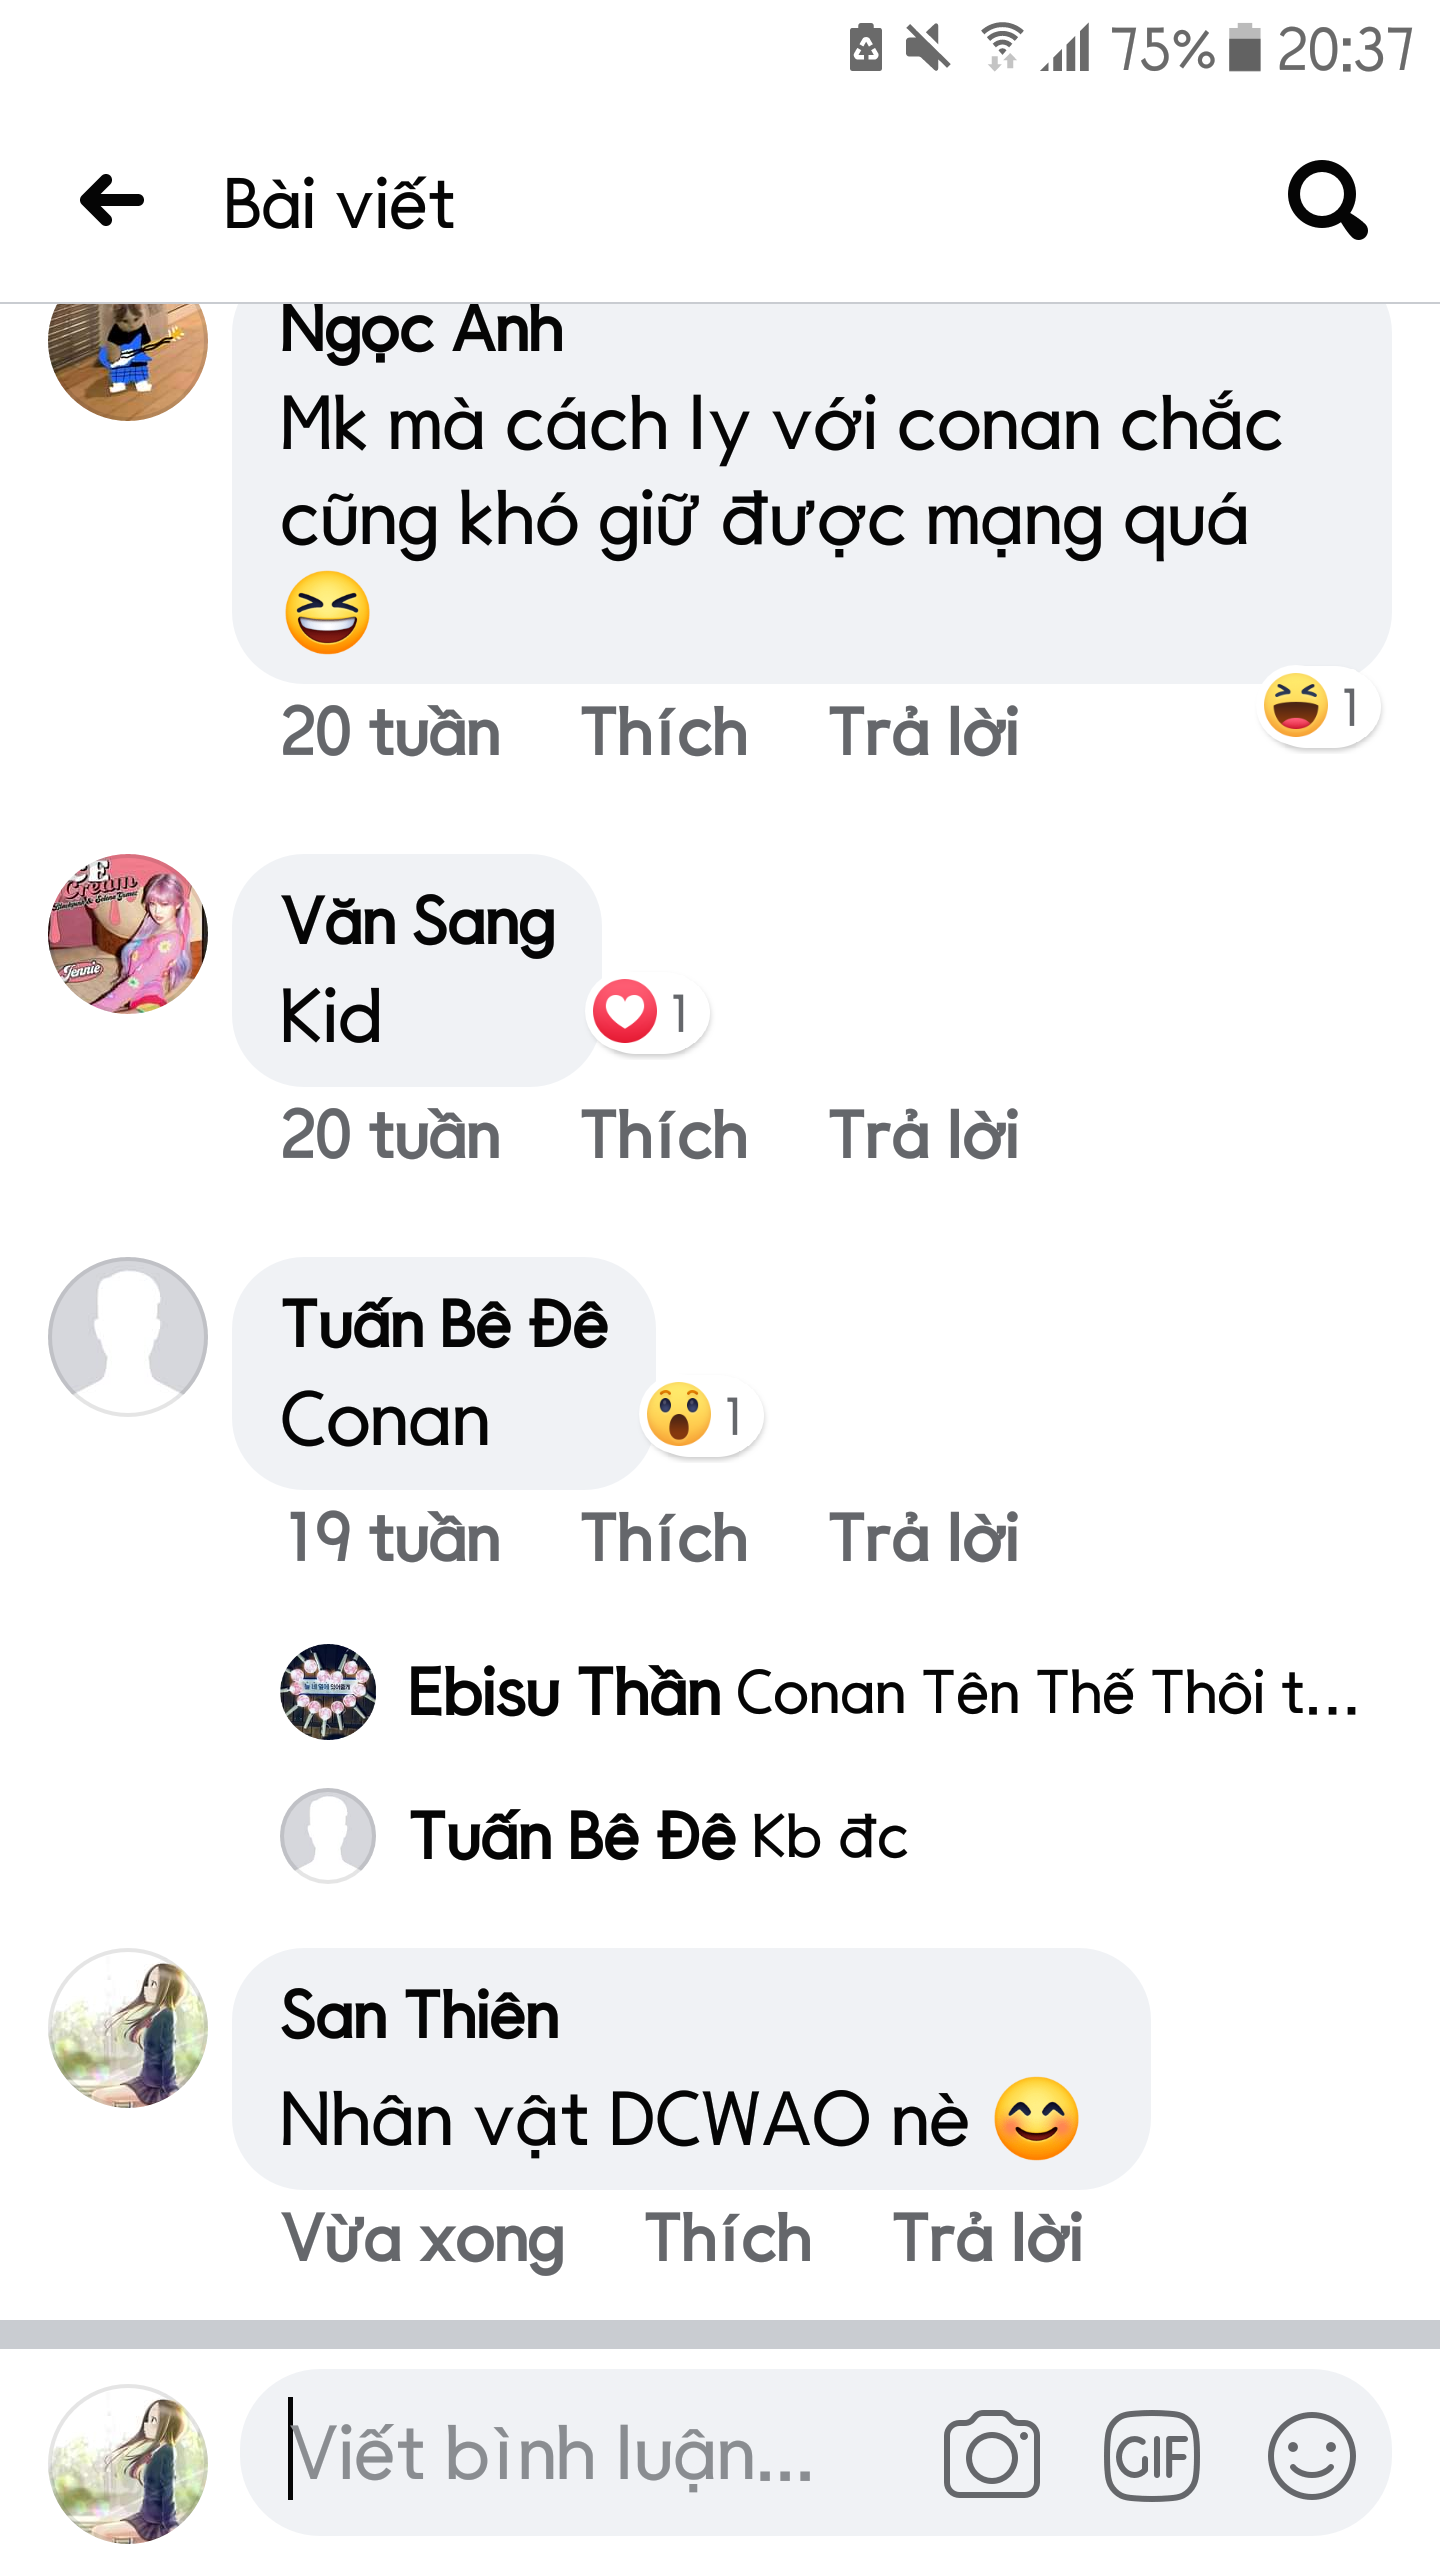 75% 20:37
Bài viết
Ngọc Anh
Mk mà cách ly với conan chắc
cũng khó giữ được mạng quá
😆
20 tuần Thích Trả lời 1
Cream
Jennie
Văn Sang
Kid
1
20 tuần Thích Trả lời
Tuấn Bê Đê
Conan
1
19 tuần Thích Trả lời
Ebisu Thần Conan Tên Thế Thôi t...
Tuấn Bê Đê Kb đc
San Thiên
Nhân vật DCWAO nè 😊
Vừa xong Thích Trả lời
Viết bình luận...
GIF